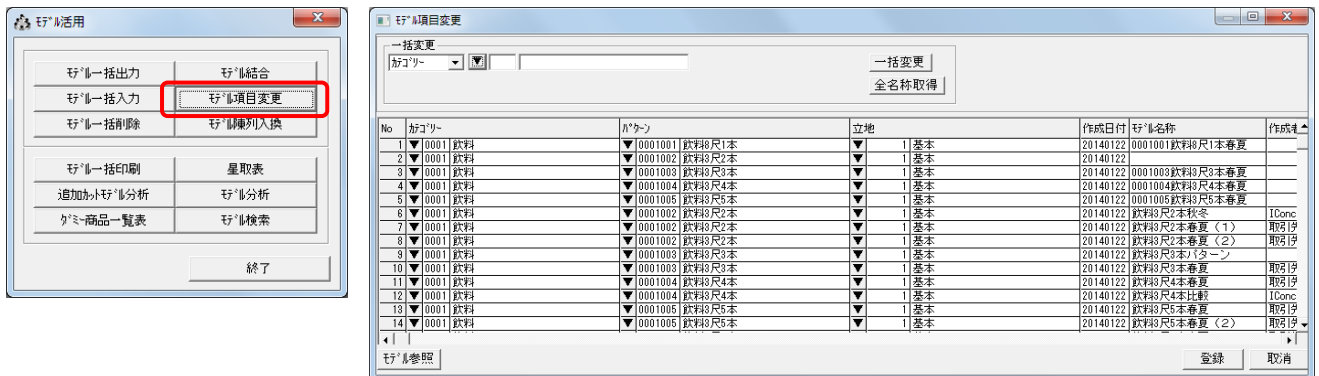 ﾓﾃﾞﾙ活用
ﾓﾃﾞﾙ一括出力 ﾓﾃﾞﾙ結合
ﾓﾃﾞﾙ一括入力 ﾓﾃﾞﾙ項目変更
ﾓﾃﾞﾙ一括削除 ﾓﾃﾞﾙ陳列入換
ﾓﾃﾞﾙ一括印刷 星取表
追加ｶｯﾄﾓﾃﾞﾙ分析 ﾓﾃﾞﾙ分析
ﾀﾞﾐｰ商品一覧表 ﾓﾃﾞﾙ検索
終了
ﾓﾃﾞﾙ項目変更
一括変更
ｶﾃｺﾞﾘｰ ▼ ▼ 一括変更
全名称取得
No ｶﾃｺﾞﾘｰ ﾊﾟﾀｰﾝ 立地 作成日付 ﾓﾃﾞﾙ名称 作成者
1 ▼ 0001 飲料 ▼ 0001001 飲料8尺1本 ▼ 1 基本 20140122 0001001飲料8尺1本春夏
2 ▼ 0001 飲料 ▼ 0001002 飲料3尺2本 ▼ 1 基本 20140122
3 ▼ 0001 飲料 ▼ 0001003 飲料3尺3本 ▼ 1 基本 20140122 0001003飲料3尺3本春夏
4 ▼ 0001 飲料 ▼ 0001004 飲料3尺4本 ▼ 1 基本 20140122 0001004飲料3尺4本春夏
5 ▼ 0001 飲料 ▼ 0001005 飲料3尺5本 ▼ 1 基本 20140122 0001005飲料3尺5本春夏
6 ▼ 0001 飲料 ▼ 0001002 飲料3尺2本 ▼ 1 基本 20140122 飲料3尺2本秋冬 IConc
7 ▼ 0001 飲料 ▼ 0001002 飲料3尺2本 ▼ 1 基本 20140122 飲料3尺2本春夏（1） 取引先
8 ▼ 0001 飲料 ▼ 0001002 飲料3尺2本 ▼ 1 基本 20140122 飲料3尺2本春夏（2） 取引先
9 ▼ 0001 飲料 ▼ 0001003 飲料3尺3本 ▼ 1 基本 20140122 飲料3尺3本パターン
10 ▼ 0001 飲料 ▼ 0001003 飲料3尺3本 ▼ 1 基本 20140122 飲料3尺3本春夏 取引先
11 ▼ 0001 飲料 ▼ 0001004 飲料3尺4本 ▼ 1 基本 20140122 飲料3尺4本春夏 取引先
12 ▼ 0001 飲料 ▼ 0001004 飲料3尺4本 ▼ 1 基本 20140122 飲料3尺4本比較 IConc
13 ▼ 0001 飲料 ▼ 0001005 飲料3尺5本 ▼ 1 基本 20140122 飲料3尺5本春夏 取引先
14 ▼ 0001 飲料 ▼ 0001005 飲料3尺5本 ▼ 1 基本 20140122 飲料3尺5本春夏（2） 取引先
ﾓﾃﾞﾙ参照 登録 取消